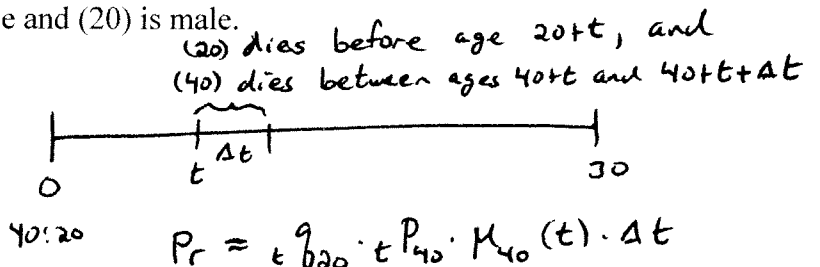 e and (20) is male.
(20) dies before age 20+t, and
(40) dies between ages 40+t and 40+t+Δt
t Δt
0 30
40:20 Pr ≈ ₜq₂₀ · ₜP₄₀ · μ₄₀(t) · Δt